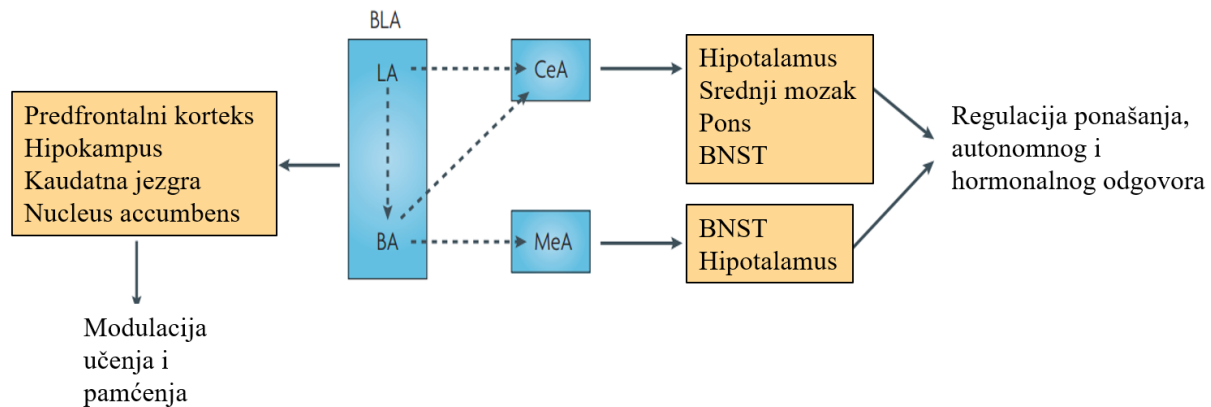 BLA
LA
BA
CeA
MeA
Predfrontalni korteks
Hipokampus
Kaudatna jezgra
Nucleus accumbens
Modulacija
učenja i
pamćenja
Hipotalamus
Srednji mozak
Pons
BNST
BNST
Hipotalamus
Regulacija ponašanja,
autonomnog i
hormonalnog odgovora